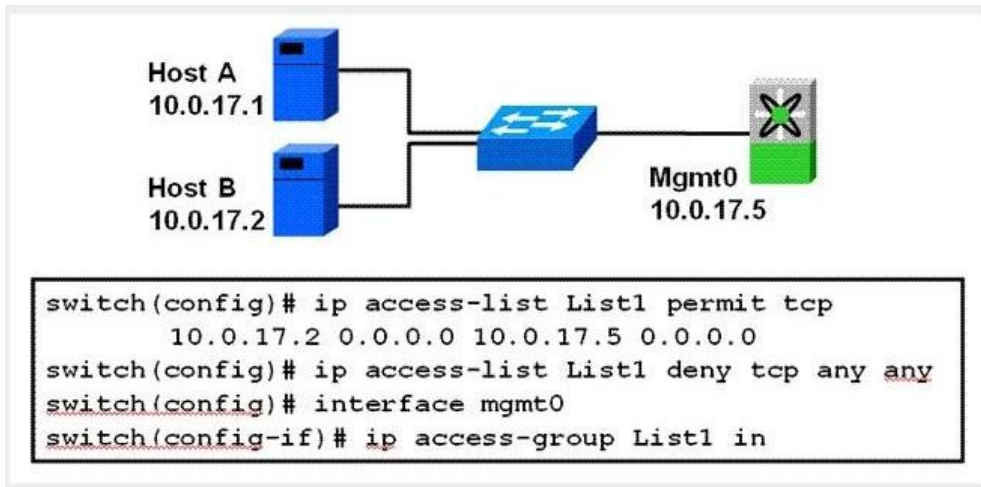 Host A
10.0.17.1
Host B
10.0.17.2
Mgmt0
10.0.17.5
switch(config)# ip access-list List1 permit tcp
10.0.17.2 0.0.0.0 10.0.17.5 0.0.0.0
switch(config)# ip access-list List1 deny tcp any any
switch(config)# interface mgmt0
switch(config-if)# ip access-group List1 in